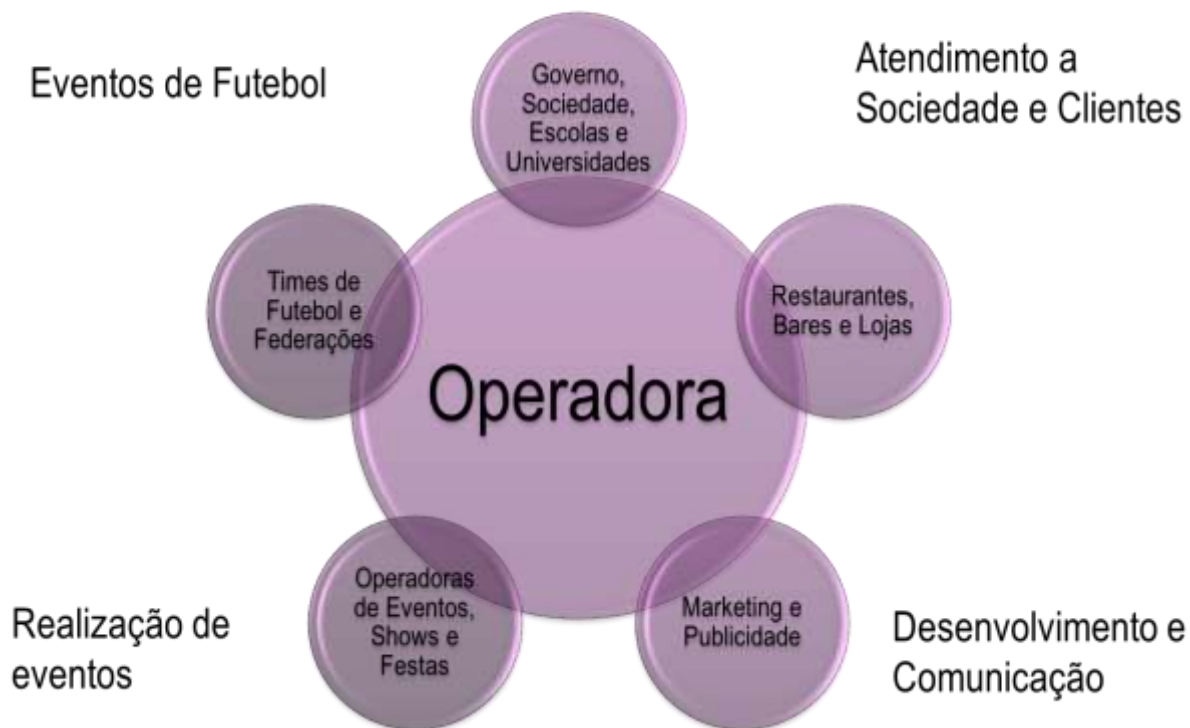 Eventos de Futebol
Governo,
Sociedade,
Escolas e
Universidades
Atendimento a
Sociedade e Clientes
Times de
Futebol e
Federações
Restaurantes,
Bares e Lojas
Operadora
Operadoras
de Eventos,
Shows e
Festas
Marketing e
Publicidade
Realização de
eventos
Desenvolvimento e
Comunicação